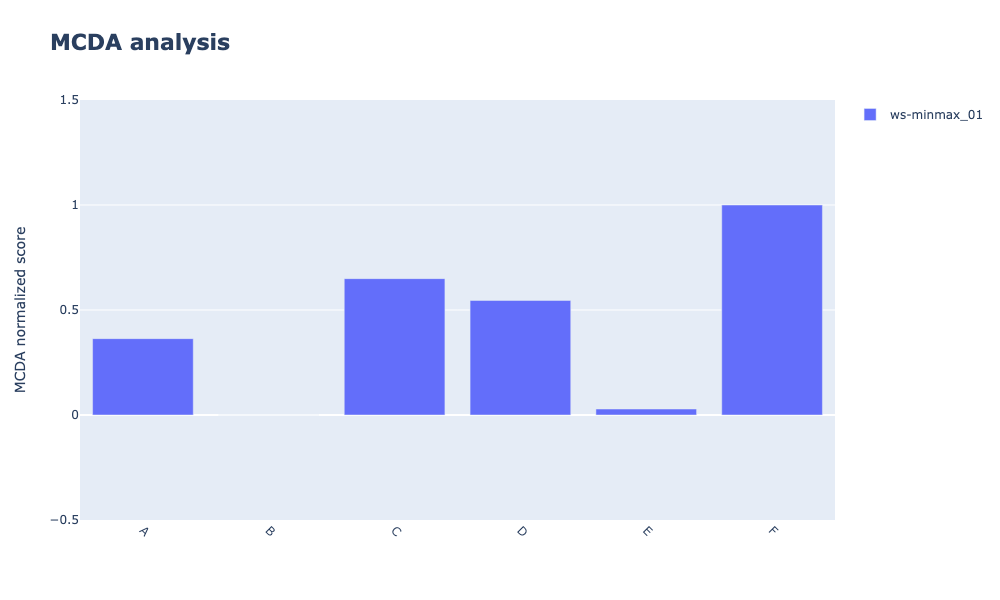 MCDA analysis
1.5
ws-minmax_01
1
MCDA normalized score
0.5
0
−0.5
A
B
C
D
E
F